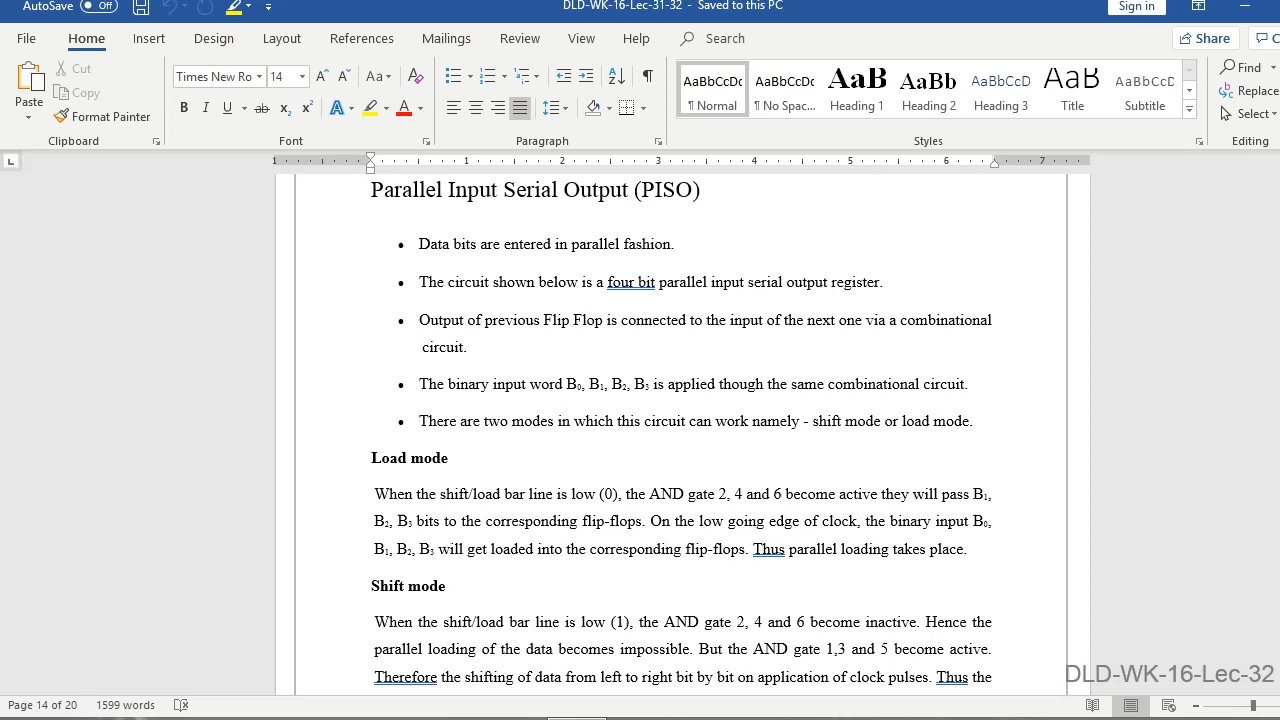 AutoSave Off DLD-WK-16-Lec-31-32 - Saved to this PC Sign in
File Home Insert Design Layout References Mailings Review View Help Search Share
Times New Ro 14 Aa
Paste Cut Copy Format Painter
AaBbCcDc AaBbCcDc AaB AaBb AaBbCcD AaB AaBbCcD
¶ Normal ¶ No Spac... Heading 1 Heading 2 Heading 3 Title Subtitle
Find Replace Select
Clipboard Font Paragraph Styles Editing
1 1 2 3 4 5 6 7
Parallel Input Serial Output (PISO)
• Data bits are entered in parallel fashion.
• The circuit shown below is a four bit parallel input serial output register.
• Output of previous Flip Flop is connected to the input of the next one via a combinational
circuit.
• The binary input word B₀, B₁, B₂, B₃ is applied though the same combinational circuit.
• There are two modes in which this circuit can work namely - shift mode or load mode.
Load mode
When the shift/load bar line is low (0), the AND gate 2, 4 and 6 become active they will pass B₁,
B₂, B₃ bits to the corresponding flip-flops. On the low going edge of clock, the binary input B₀,
B₁, B₂, B₃ will get loaded into the corresponding flip-flops. Thus parallel loading takes place.
Shift mode
When the shift/load bar line is low (1), the AND gate 2, 4 and 6 become inactive. Hence the
parallel loading of the data becomes impossible. But the AND gate 1,3 and 5 become active.
Therefore the shifting of data from left to right bit by bit on application of clock pulses. Thus the
DLD-WK-16-Lec-32
Page 14 of 20 1599 words